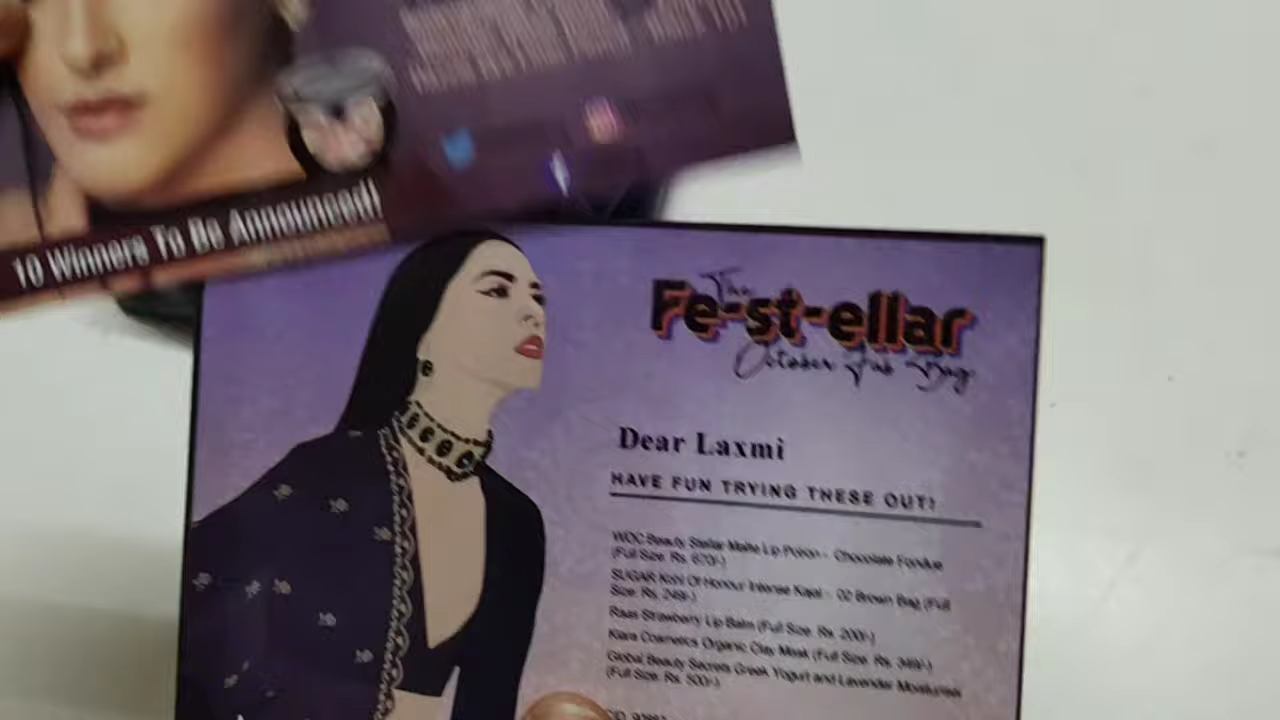 10 Winners To Be Announced!
The
Fe-st-ellar
October Fab Bag
Dear Laxmi
HAVE FUN TRYING THESE OUT!
WOC Beauty Stellar Matte Lip Potion - Chocolate Fondue
(Full Size: Rs. 670/-)
SUGAR Kohl Of Honour Intense Kajal - 02 Brown Bag (Full
Size: Rs. 249/-)
Raas Strawberry Lip Balm (Full Size: Rs. 200/-)
Kiara Cosmetics Organic Clay Mask (Full Size: Rs. 349/-)
Global Beauty Secrets Greek Yogurt and Lavender Moisturiser
(Full Size: Rs. 500/-)